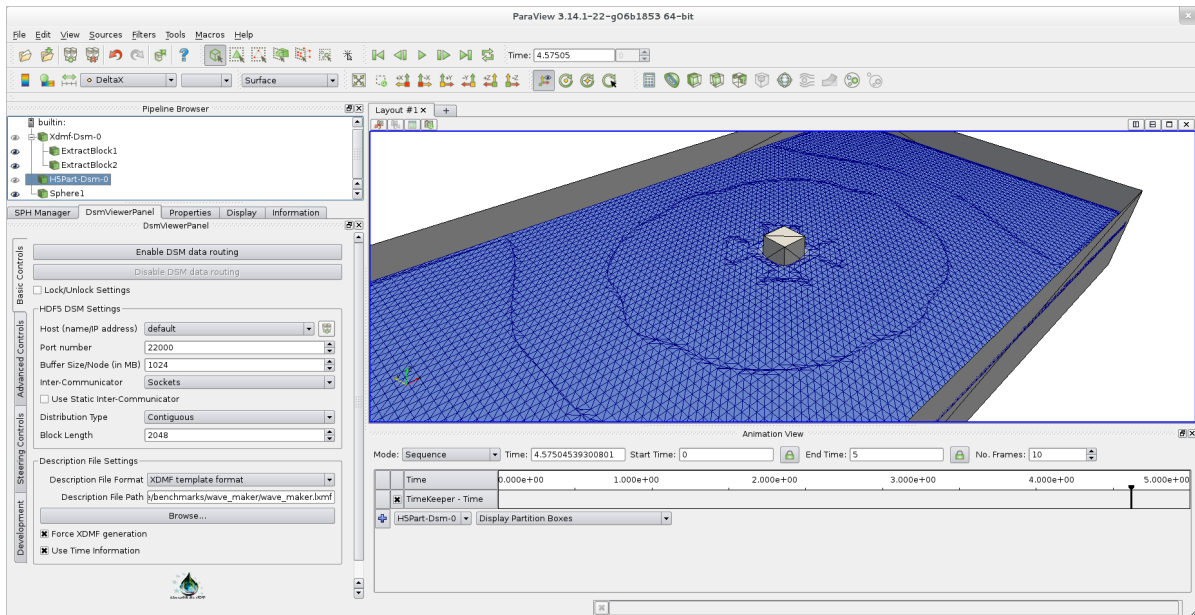 ParaView 3.14.1-22-g06b1853 64-bit
File Edit View Sources Filters Tools Macros Help
Time: 4.57505 0
DeltaX Surface
+X -X +Y -Y +Z -Z
Pipeline Browser
builtin:
Xdmf-Dsm-0
ExtractBlock1
ExtractBlock2
H5Part-Dsm-0
Sphere1
SPH Manager DsmViewerPanel Properties Display Information
DsmViewerPanel
Basic Controls
Advanced Controls
Steering Controls
Development
Enable DSM data routing
Disable DSM data routing
Lock/Unlock Settings
HDF5 DSM Settings
Host (name/IP address) default
Port number 22000
Buffer Size/Node (in MB) 1024
Inter-Communicator Sockets
Use Static Inter-Communicator
Distribution Type Contiguous
Block Length 2048
Description File Settings
Description File Format XDMF template format
Description File Path e/benchmarks/wave_maker/wave_maker.lxmf
Browse...
Force XDMF generation
Use Time Information
Layout #1 +
Animation View
Mode: Sequence Time: 4.57504539300801 Start Time: 0 End Time: 5 No. Frames: 10
Time 0.000e+00 1.000e+00 2.000e+00 3.000e+00 4.000e+00 5.000e+00
TimeKeeper - Time
H5Part-Dsm-0 Display Partition Boxes